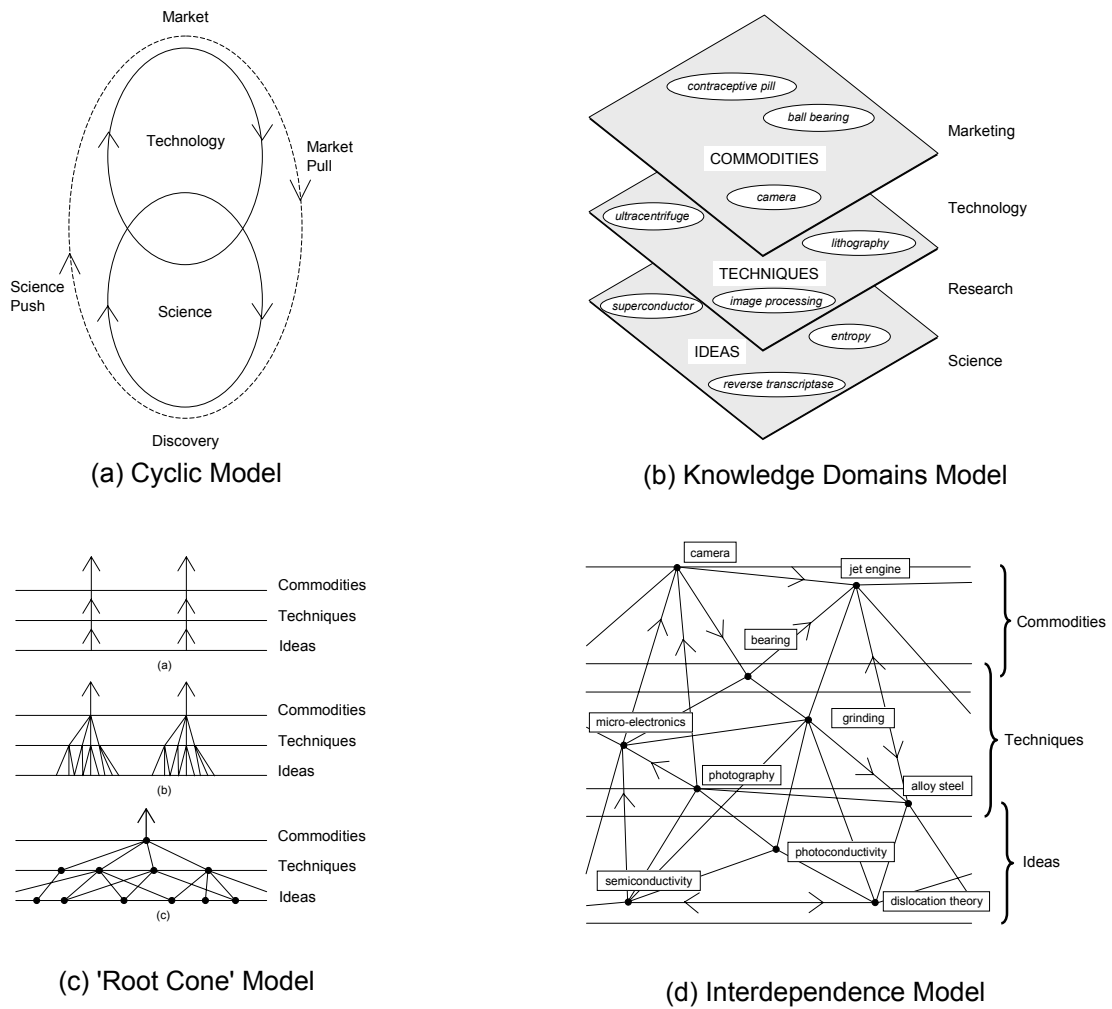 Market
Technology
Market
Pull
Science
Push
Science
Discovery
(a) Cyclic Model
contraceptive pill
ball bearing
Marketing
COMMODITIES
camera
Technology
ultracentrifuge
lithography
TECHNIQUES
Research
superconductor
image processing
entropy
IDEAS
Science
reverse transcriptase
(b) Knowledge Domains Model
Commodities
Techniques
Ideas
(a)
Commodities
Techniques
Ideas
(b)
Commodities
Techniques
Ideas
(c)
(c) 'Root Cone' Model
camera
jet engine
Commodities
bearing
micro-electronics
grinding
Techniques
photography
alloy steel
photoconductivity
Ideas
semiconductivity
dislocation theory
(d) Interdependence Model